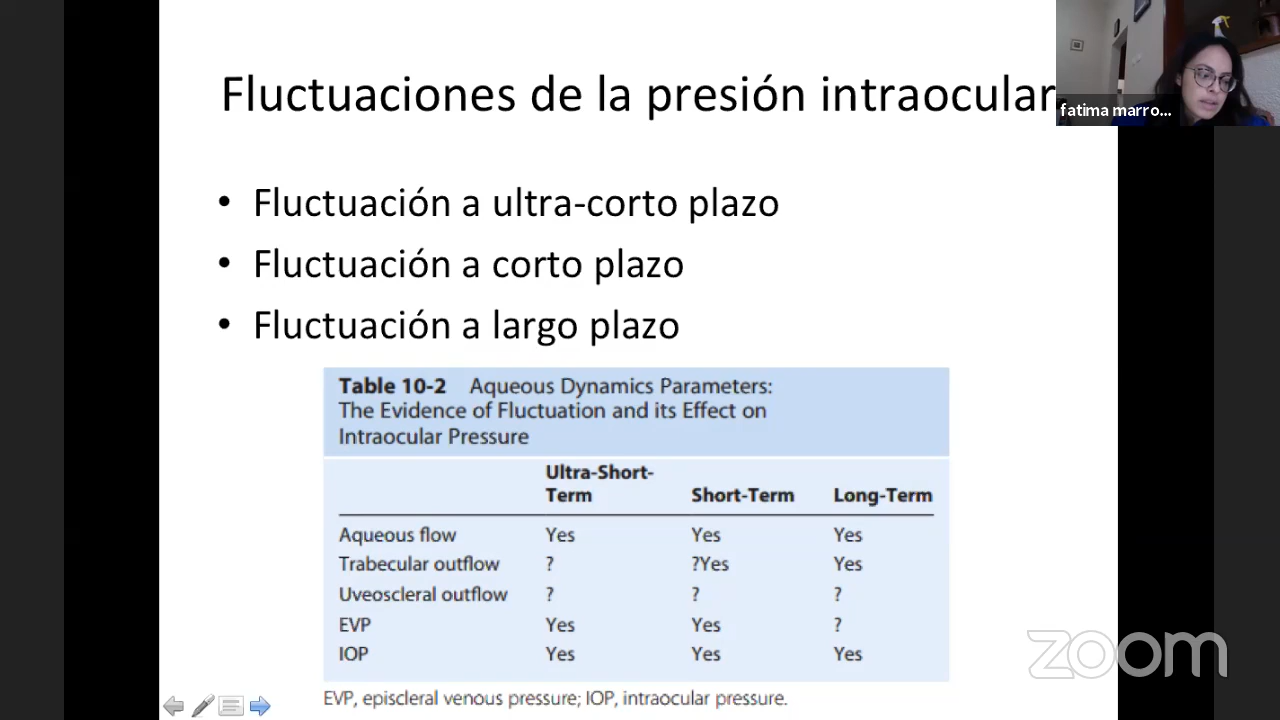 Fluctuaciones de la presión intraocular
fatima marro...
• Fluctuación a ultra-corto plazo
• Fluctuación a corto plazo
• Fluctuación a largo plazo
Table 10-2 Aqueous Dynamics Parameters:
The Evidence of Fluctuation and its Effect on
Intraocular Pressure
Ultra-Short-
Term Short-Term Long-Term
Aqueous flow Yes Yes Yes
Trabecular outflow ? ?Yes Yes
Uveoscleral outflow ? ? ?
EVP Yes Yes ?
IOP Yes Yes Yes
EVP, episcleral venous pressure; IOP, intraocular pressure.
zoom